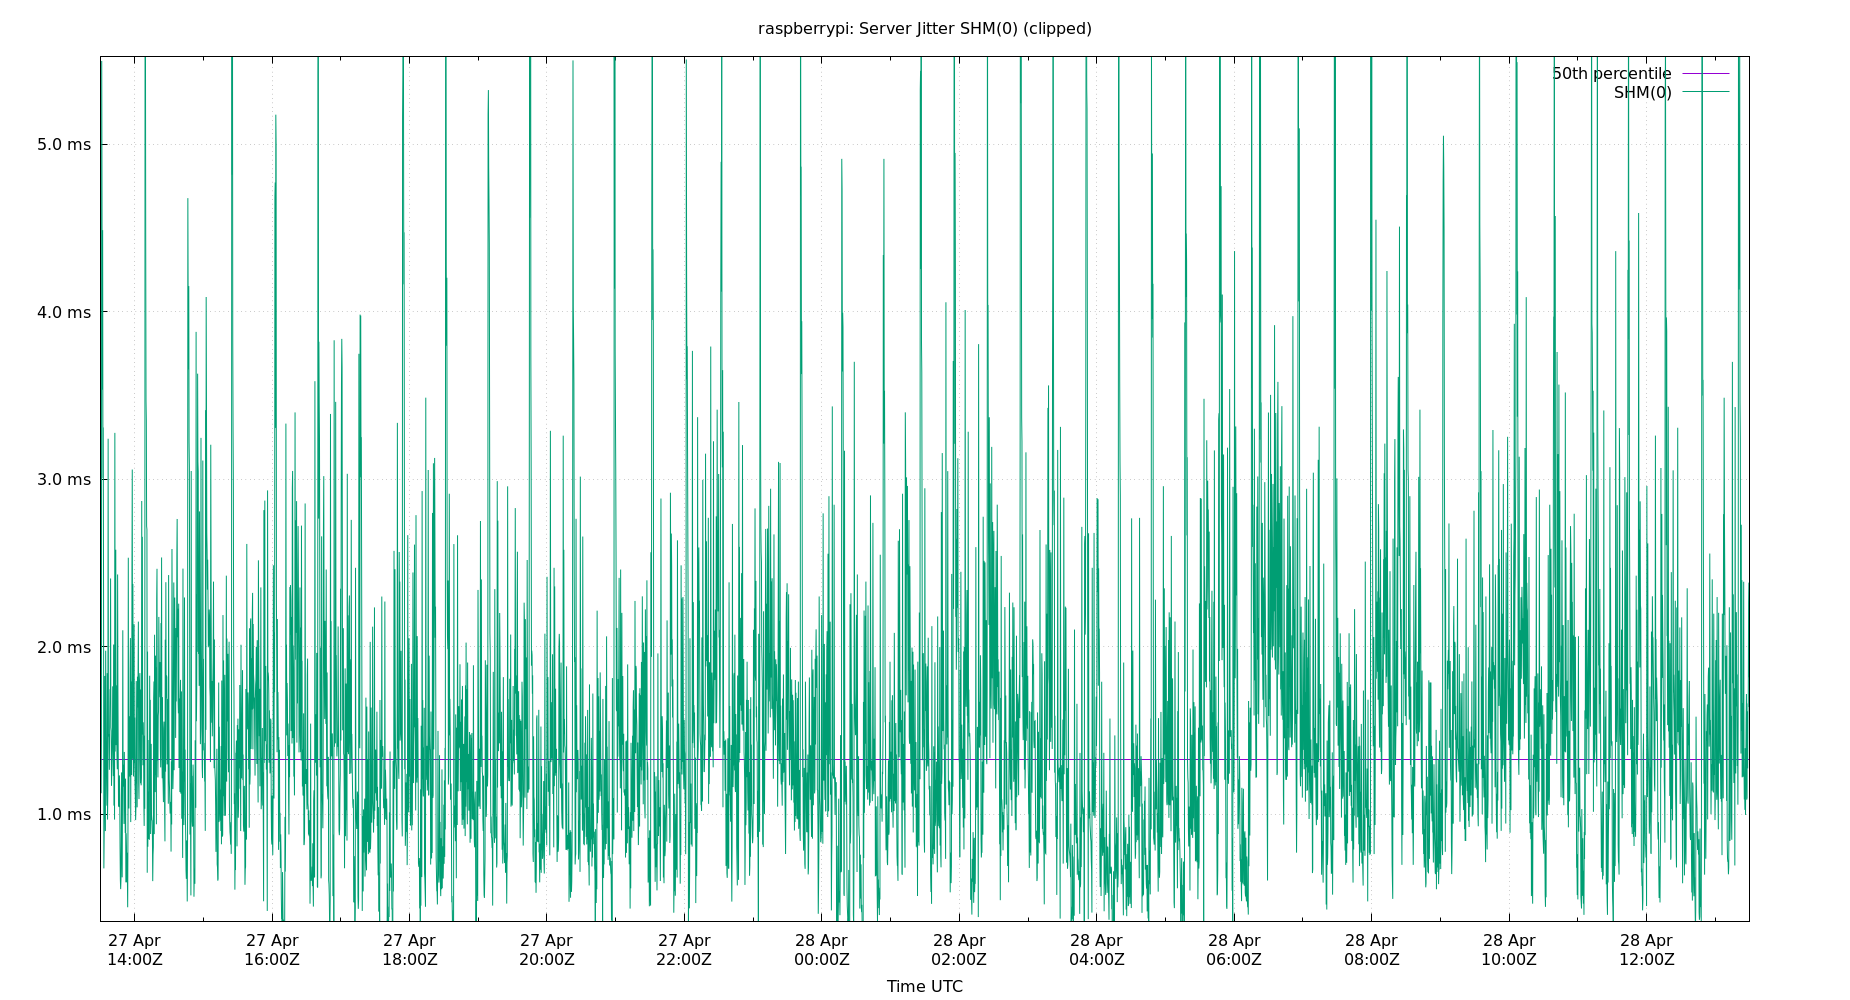 raspberrypi: Server Jitter SHM(0) (clipped)
50th percentile
SHM(0)
5.0 ms
4.0 ms
3.0 ms
2.0 ms
1.0 ms
27 Apr 27 Apr 27 Apr 27 Apr 27 Apr 28 Apr 28 Apr 28 Apr 28 Apr 28 Apr 28 Apr 28 Apr
14:00Z 16:00Z 18:00Z 20:00Z 22:00Z 00:00Z 02:00Z 04:00Z 06:00Z 08:00Z 10:00Z 12:00Z
Time UTC